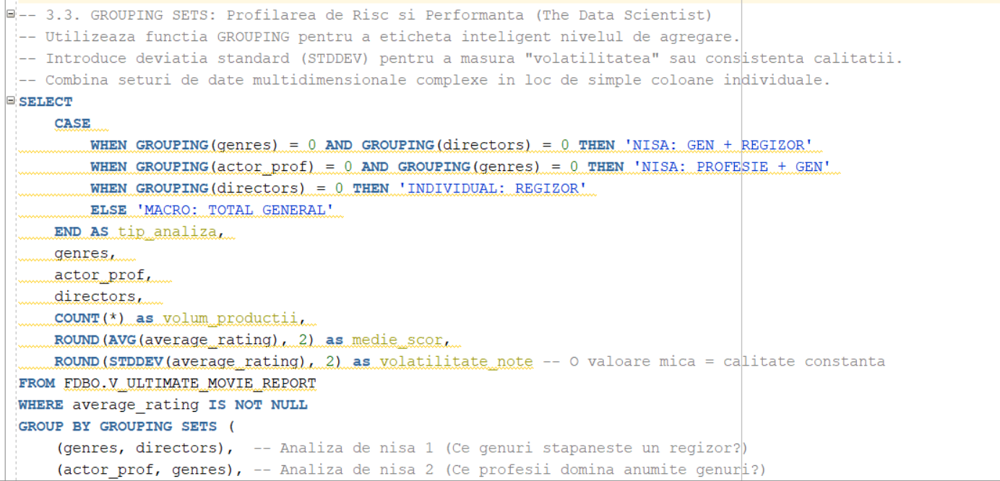 -- 3.3. GROUPING SETS: Profilarea de Risc si Performanta (The Data Scientist)
-- Utilizeaza functia GROUPING pentru a eticheta inteligent nivelul de agregare.
-- Introduce deviatia standard (STDDEV) pentru a masura "volatilitatea" sau consistenta calitatii.
-- Combina seturi de date multidimensionale complexe in loc de simple coloane individuale.
SELECT
    CASE
        WHEN GROUPING(genres) = 0 AND GROUPING(directors) = 0 THEN 'NISA: GEN + REGIZOR'
        WHEN GROUPING(actor_prof) = 0 AND GROUPING(genres) = 0 THEN 'NISA: PROFESIE + GEN'
        WHEN GROUPING(directors) = 0 THEN 'INDIVIDUAL: REGIZOR'
        ELSE 'MACRO: TOTAL GENERAL'
    END AS tip_analiza,
    genres,
    actor_prof,
    directors,
    COUNT(*) as volum_productii,
    ROUND(AVG(average_rating), 2) as medie_scor,
    ROUND(STDDEV(average_rating), 2) as volatilitate_note -- O valoare mica = calitate constanta
FROM FDBO.V_ULTIMATE_MOVIE_REPORT
WHERE average_rating IS NOT NULL
GROUP BY GROUPING SETS (
    (genres, directors),  -- Analiza de nisa 1 (Ce genuri stapaneste un regizor?)
    (actor_prof, genres), -- Analiza de nisa 2 (Ce profesii domina anumite genuri?)